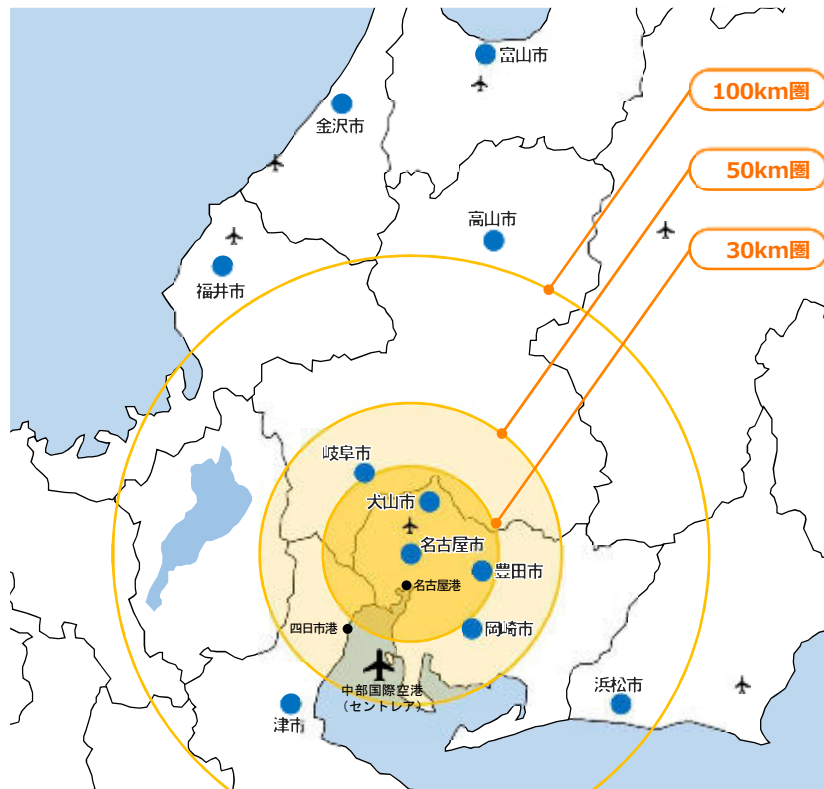 富山市
100km圏
金沢市
50km圏
高山市
30km圏
福井市
岐阜市
犬山市
名古屋市
豊田市
名古屋港
四日市港
岡崎市
中部国際空港
（セントレア）
浜松市
津市